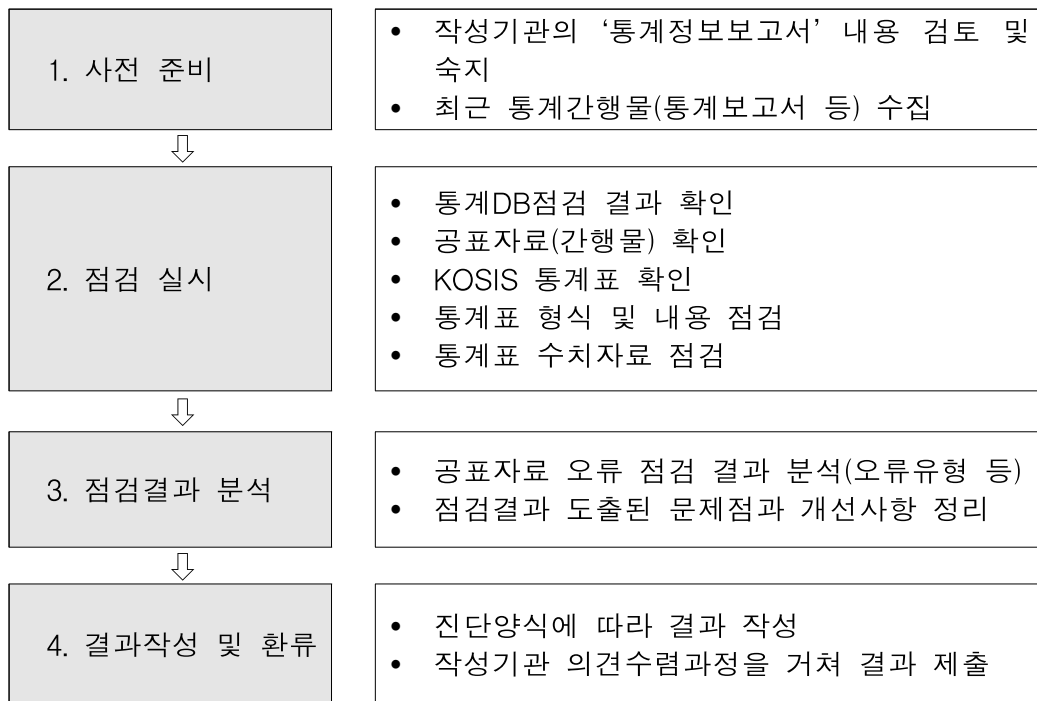 1. 사전 준비
• 작성기관의 ‘통계정보보고서’ 내용 검토 및
숙지
• 최근 통계간행물(통계보고서 등) 수집
2. 점검 실시
• 통계DB점검 결과 확인
• 공표자료(간행물) 확인
• KOSIS 통계표 확인
• 통계표 형식 및 내용 점검
• 통계표 수치자료 점검
3. 점검결과 분석
• 공표자료 오류 점검 결과 분석(오류유형 등)
• 점검결과 도출된 문제점과 개선사항 정리
4. 결과작성 및 환류
• 진단양식에 따라 결과 작성
• 작성기관 의견수렴과정을 거쳐 결과 제출